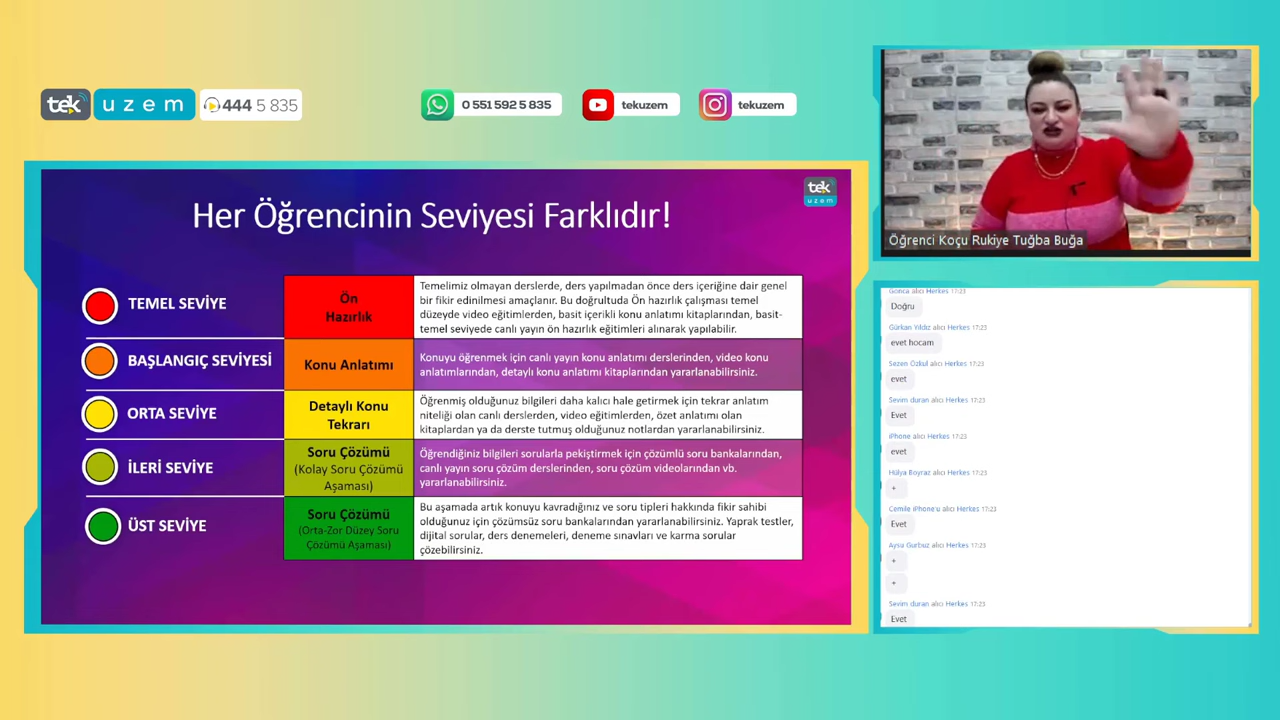 tek
uzem
444 5 835
0 551 592 5 835
tekuzem
tekuzem
tek
uzem
Her Öğrencinin Seviyesi Farklıdır!
TEMEL SEVİYE
Ön
Hazırlık
Temelimiz olmayan derslerde, ders yapılmadan önce ders içeriğine dair genel
bir fikir edinilmesi amaçlanır. Bu doğrultuda Ön hazırlık çalışması temel
düzeyde video eğitimlerden, basit içerikli konu anlatımı kitaplarından, basit-
temel seviyede canlı yayın ön hazırlık eğitimleri alınarak yapılabilir.
BAŞLANGIÇ SEVİYESİ
Konu Anlatımı
Konuyu öğrenmek için canlı yayın konu anlatımı derslerinden, video konu
anlatımlarından, detaylı konu anlatımı kitaplarından yararlanabilirsiniz.
ORTA SEVİYE
Detaylı Konu
Tekrarı
Öğrenmiş olduğunuz bilgileri daha kalıcı hale getirmek için tekrar anlatım
niteliği olan canlı derslerden, video eğitimlerden, özet anlatımı olan
kitaplardan ya da derste tutmuş olduğunuz notlardan yararlanabilirsiniz.
İLERİ SEVİYE
Soru Çözümü
(Kolay Soru Çözümü
Aşaması)
Öğrendiğiniz bilgileri sorularla pekiştirmek için çözümlü soru bankalarından,
canlı yayın soru çözüm derslerinden, soru çözüm videolarından vb.
yararlanabilirsiniz.
ÜST SEVİYE
Soru Çözümü
(Orta-Zor Düzey Soru
Çözümü Aşaması)
Bu aşamada artık konuyu kavradığınız ve soru tipleri hakkında fikir sahibi
olduğunuz için çözümsüz soru bankalarından yararlanabilirsiniz. Yaprak testler,
dijital sorular, ders denemeleri, deneme sınavları ve karma sorular
çözebilirsiniz.
Öğrenci Koçu Rukiye Tuğba Buğa
Gonca alıcı Herkes 17:23
Doğru
Gürkan Yıldız alıcı Herkes 17:23
evet hocam
Sezen Özkul alıcı Herkes 17:23
evet
Sevim duran alıcı Herkes 17:23
Evet
iPhone alıcı Herkes 17:23
evet
Hülya Boyraz alıcı Herkes 17:23
+
Cemile iPhone'u alıcı Herkes 17:23
Evet
Aysu Gurbuz alıcı Herkes 17:23
+
+
Sevim duran alıcı Herkes 17:23
Evet